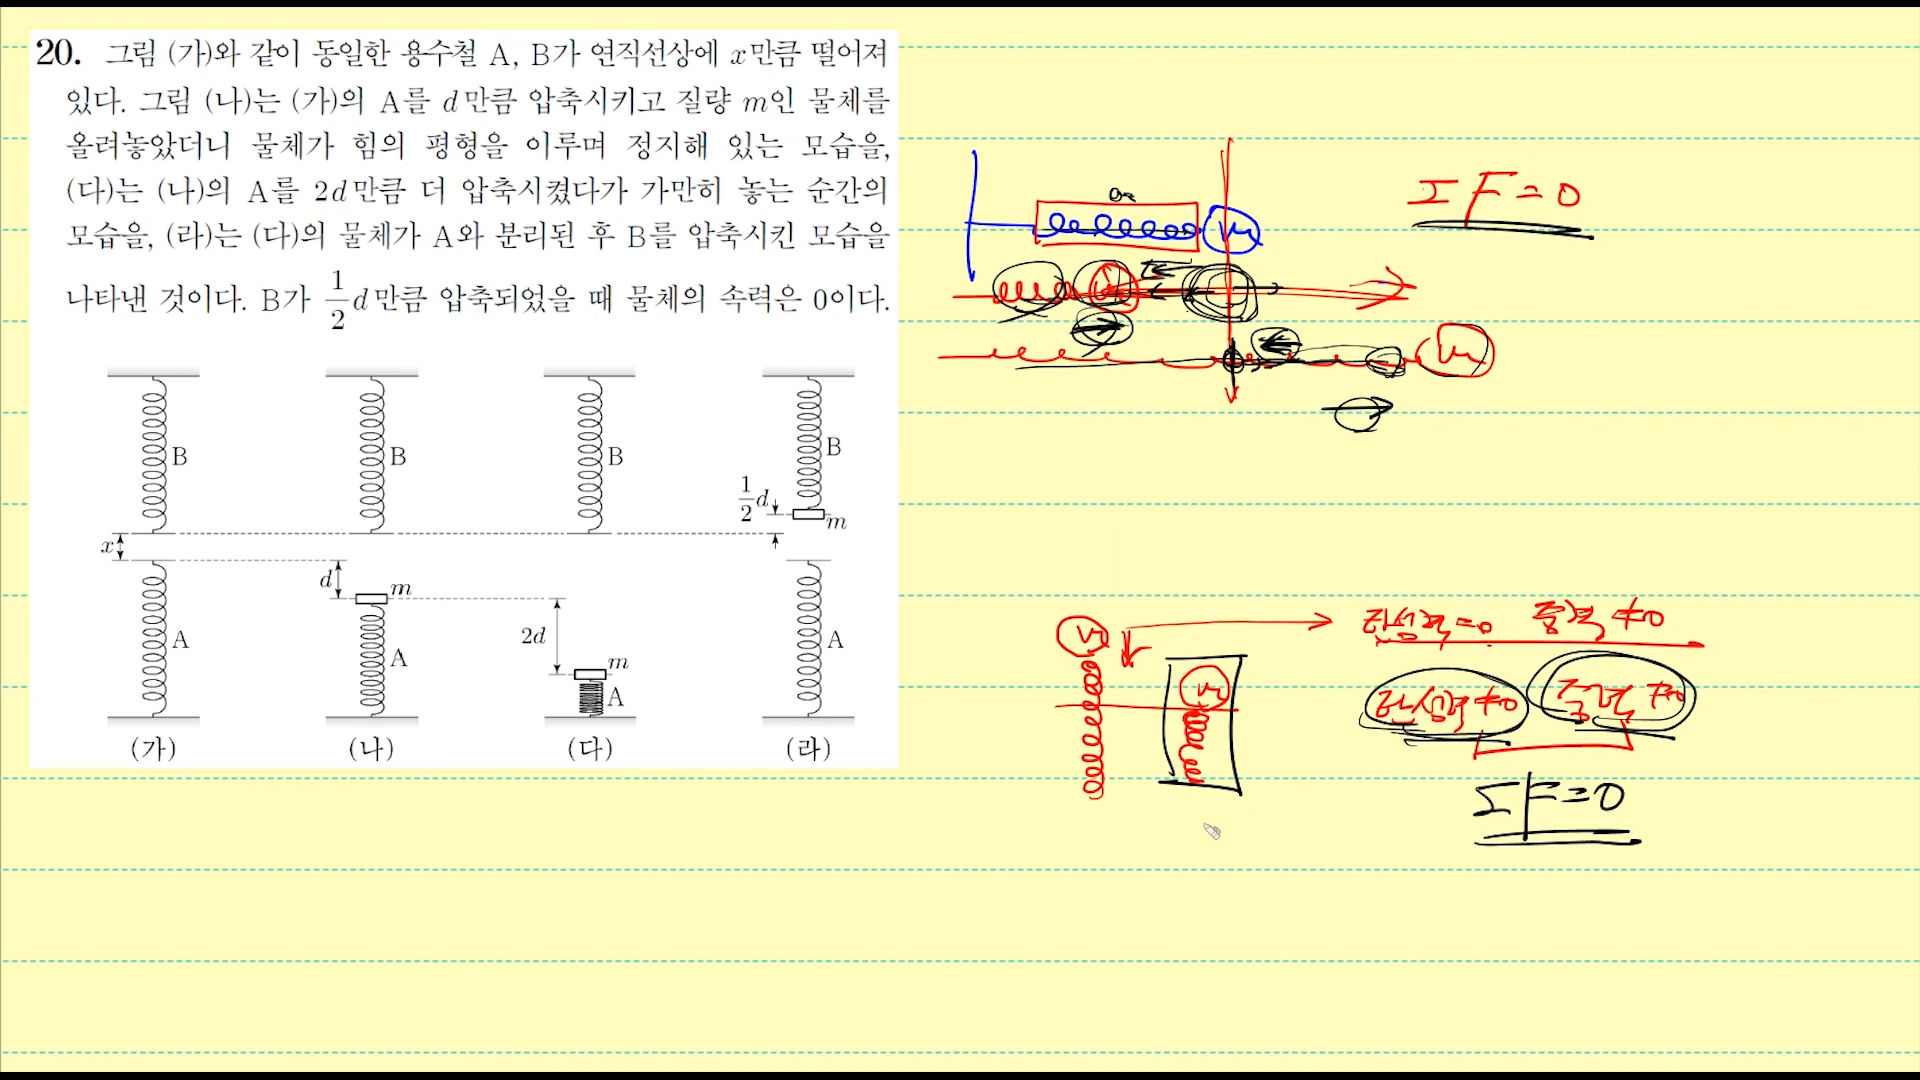 20. 그림 (가)와 같이 동일한 용수철 A, B가 연직선상에 x만큼 떨어져
있다. 그림 (나)는 (가)의 A를 d만큼 압축시키고 질량 m인 물체를
올려놓았더니 물체가 힘의 평형을 이루며 정지해 있는 모습을,
(다)는 (나)의 A를 2d만큼 더 압축시켰다가 가만히 놓는 순간의
모습을, (라)는 (다)의 물체가 A와 분리된 후 B를 압축시킨 모습을
나타낸 것이다. B가 1/2d만큼 압축되었을 때 물체의 속력은 0이다.
B
B
B
B
1/2d
m
x
d
m
2d
m
A
A
A
A
(가)
(나)
(다)
(라)
ΣF=0
m
m
m
m
탄성력=0 중력≠0
m
탄성력≠0 중력≠0
ΣF=0